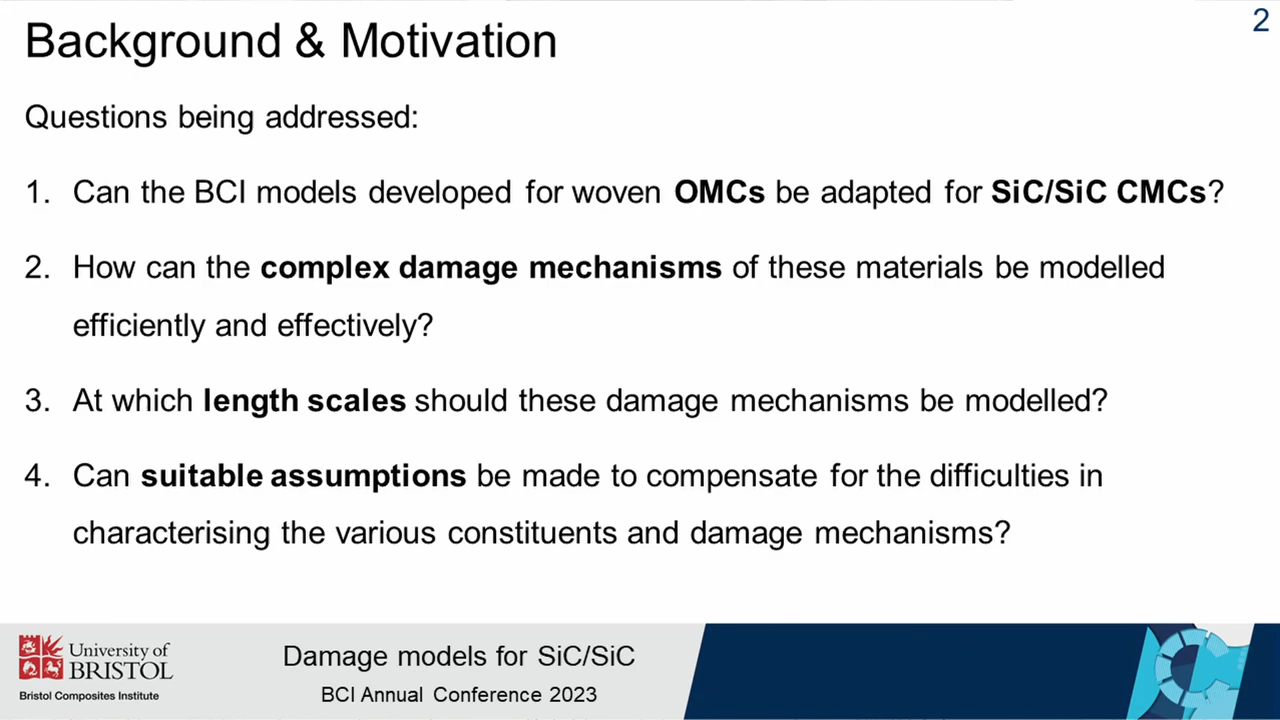 2
Background & Motivation
Questions being addressed:
1. Can the BCI models developed for woven OMCs be adapted for SiC/SiC CMCs?
2. How can the complex damage mechanisms of these materials be modelled
efficiently and effectively?
3. At which length scales should these damage mechanisms be modelled?
4. Can suitable assumptions be made to compensate for the difficulties in
characterising the various constituents and damage mechanisms?
University of
BRISTOL
Bristol Composites Institute
Damage models for SiC/SiC
BCI Annual Conference 2023